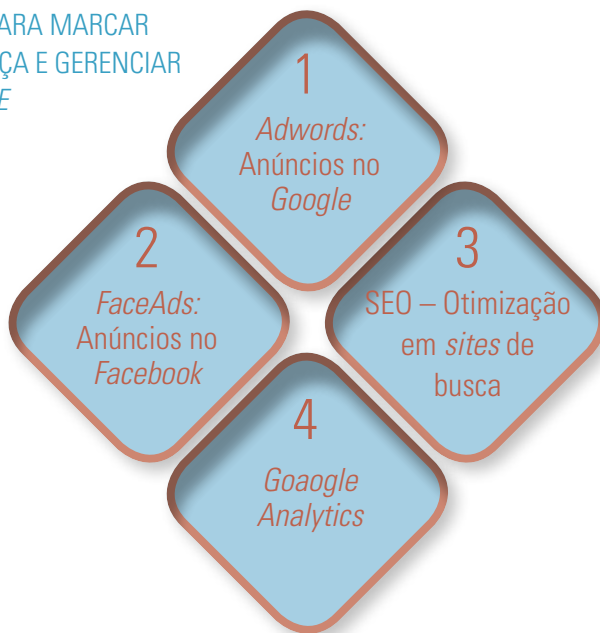 PARA MARCAR
ÇA E GERENCIAR
E
1
Adwords:
Anúncios no
Google
2
FaceAds:
Anúncios no
Facebook
3
SEO – Otimização
em sites de
busca
4
Goaogle
Analytics